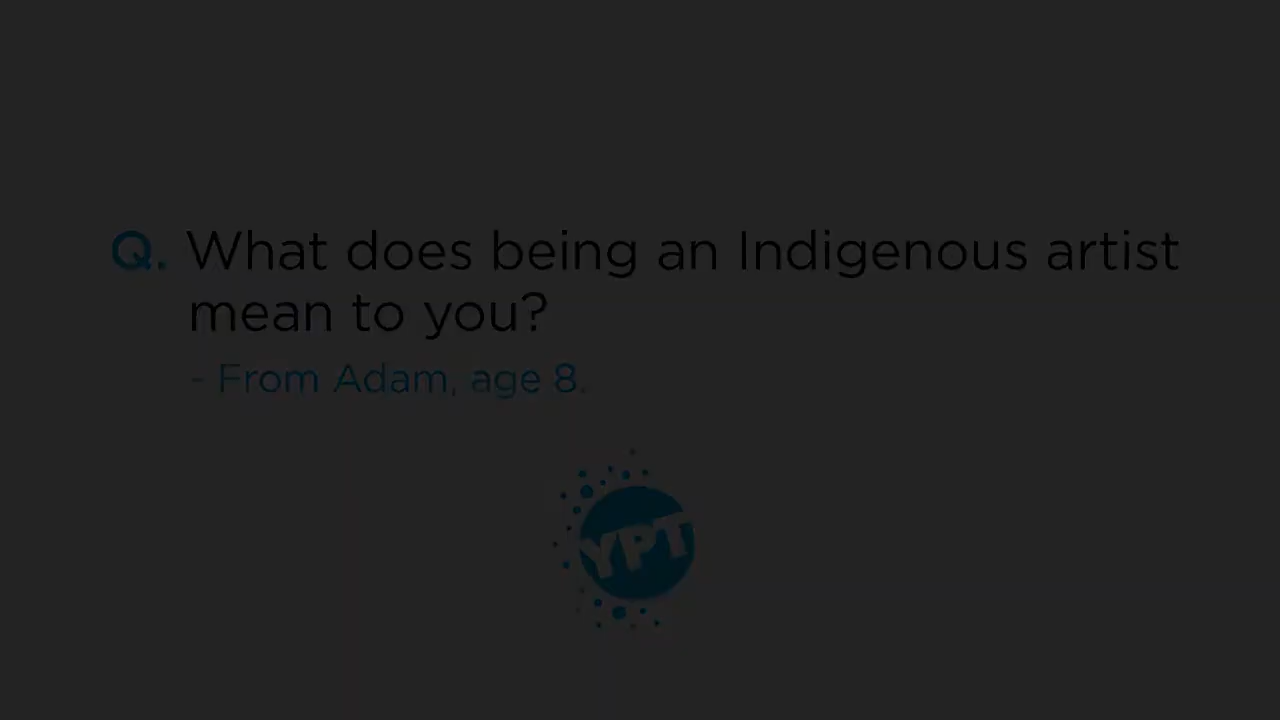 Q. What does being an Indigenous artist
mean to you?
- From Adam, age 8.
YPT